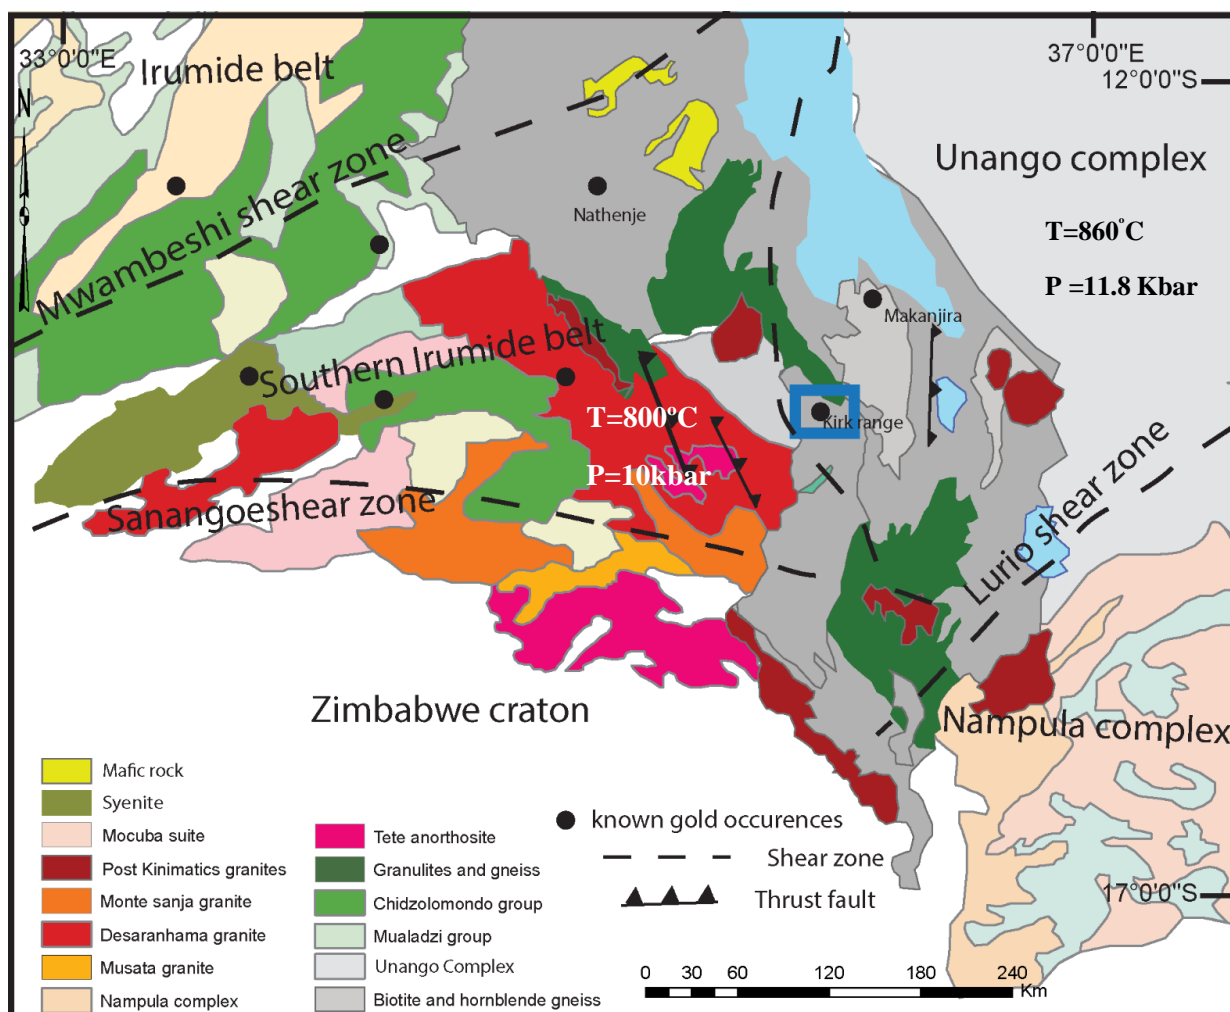 33°0'0"E
37°0'0"E
12°0'0"S
Irumide belt
N
Unango complex
T=860°C
P =11.8 Kbar
Mwambeshi shear zone
Nathenje
Makanjira
Southern Irumide belt
T=800ºC
Kirk range
P=10kbar
Sanangoeshear zone
Lurio shear zone
Zimbabwe craton
Nampula complex
17°0'0"S
Mafic rock
Syenite
Mocuba suite
Post Kinimatics granites
Monte sanja granite
Desaranhama granite
Musata granite
Nampula complex
Tete anorthosite
Granulites and gneiss
Chidzolomondo group
Mualadzi group
Unango Complex
Biotite and hornblende gneiss
known gold occurences
Shear zone
Thrust fault
0 30 60 120 180 240
Km